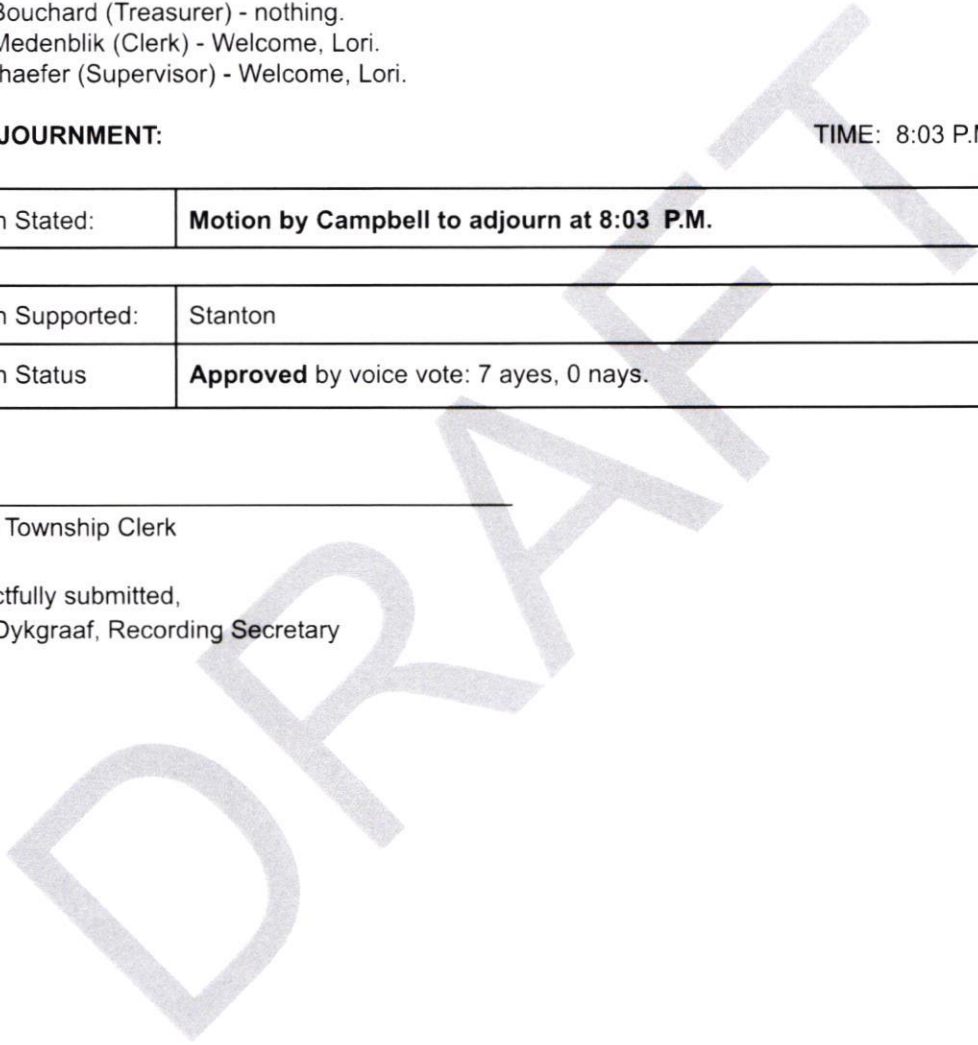 Bouchard (Treasurer) - nothing.
Medenblik (Clerk) - Welcome, Lori.
haefer (Supervisor) - Welcome, Lori.
JOURNMENT: TIME: 8:03 P.M
n Stated: Motion by Campbell to adjourn at 8:03 P.M.
n Supported: Stanton
n Status Approved by voice vote: 7 ayes, 0 nays.
Township Clerk
ctfully submitted,
Dykgraaf, Recording Secretary
DRAFT